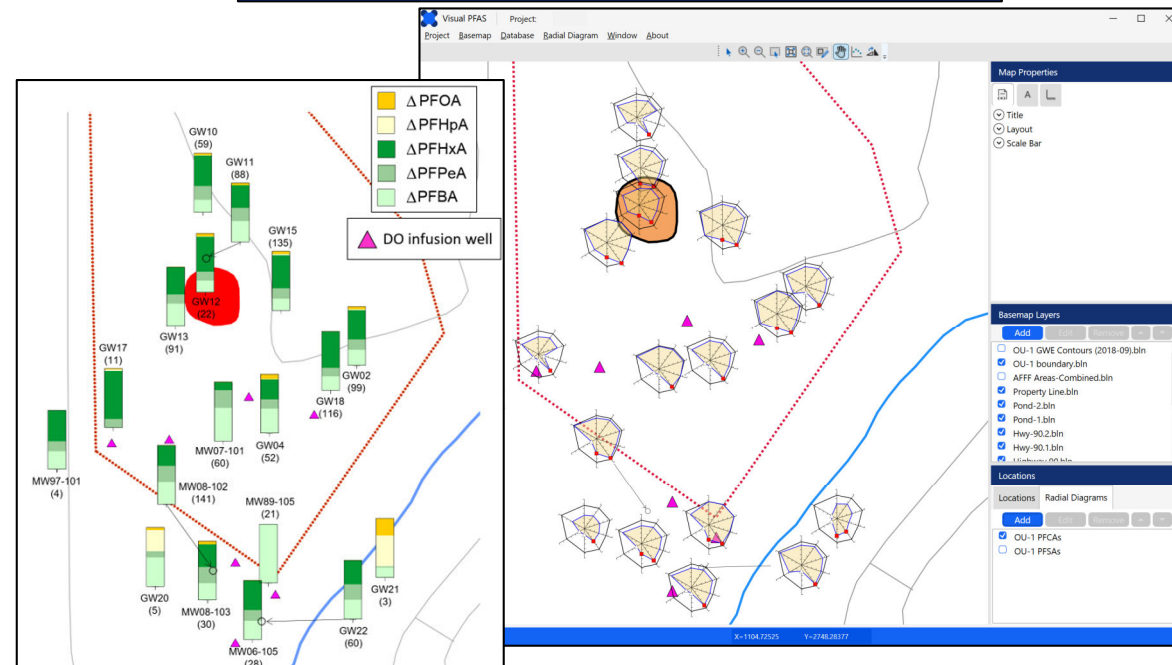 Visual PFAS
Project:
Project Basemap Database Radial Diagram Window About
Map Properties
A
Title
Layout
Scale Bar
Basemap Layers
Add Edit Remove
OU-1 GWE Contours (2018-09).bln
OU-1 boundary.bln
AFFF Areas-Combined.bln
Property Line.bln
Pond-2.bln
Pond-1.bln
Hwy-90.2.bln
Hwy-90.1.bln
Highway 90.bln
Locations
Locations Radial Diagrams
Add Edit Remove
OU-1 PFCAs
OU-1 PFSAs
X=1104.72525 Y=2748.28377
ΔPFOA
ΔPFHpA
ΔPFHxA
ΔPFPeA
ΔPFBA
DO infusion well
GW10
(59)
GW11
(88)
GW15
(135)
GW12
(22)
GW13
(91)
GW17
(11)
GW02
(99)
GW18
(116)
GW04
(52)
MW07-101
(60)
MW97-101
(4)
MW08-102
(141)
MW89-105
(21)
GW20
(5)
MW08-103
(30)
GW21
(3)
GW22
(60)
MW06-105
(28)